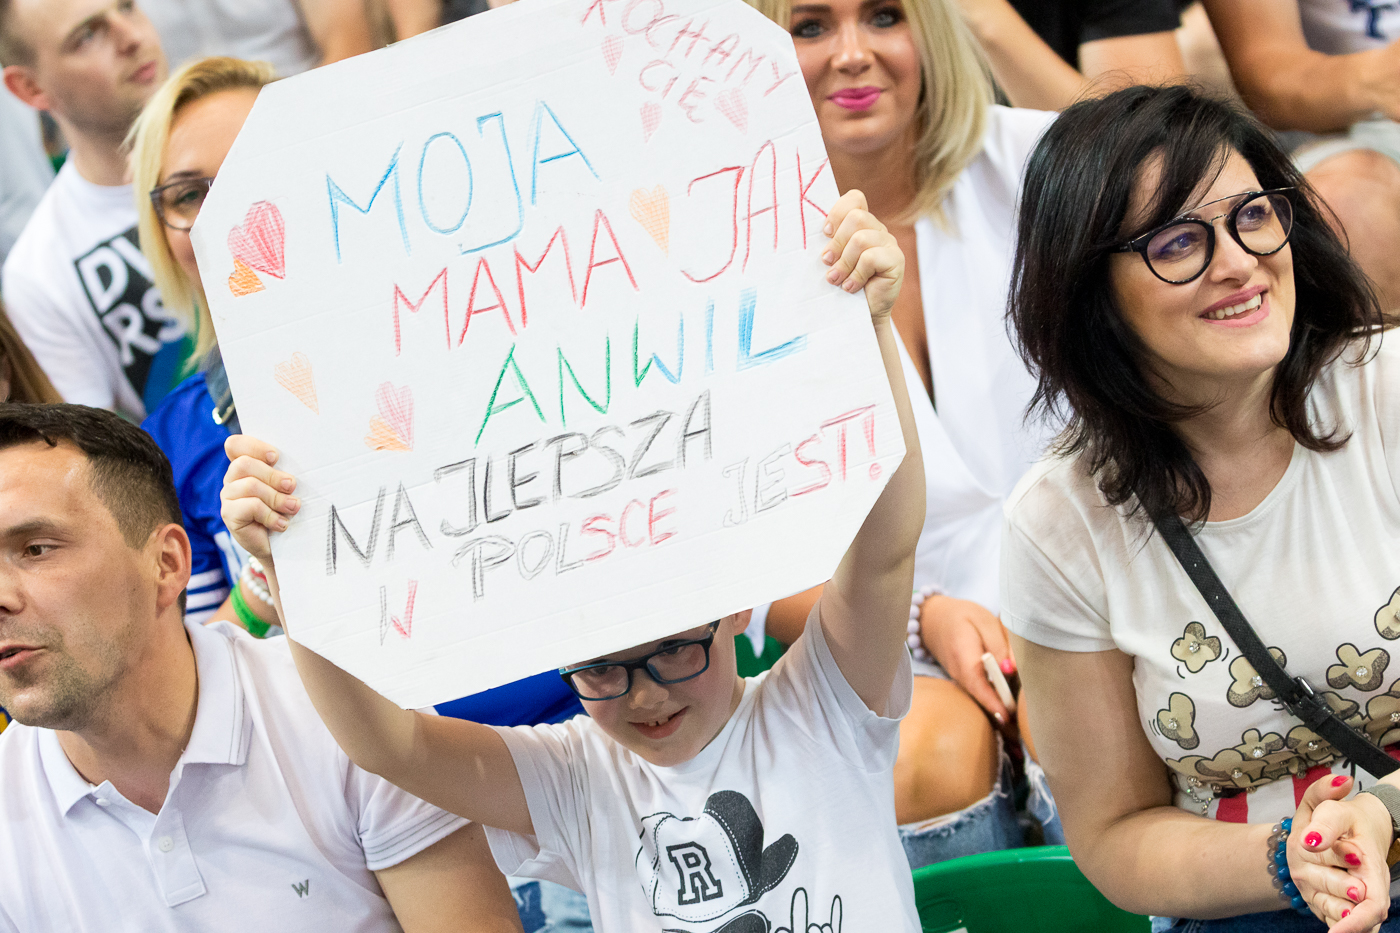 KOCHAMY
CIĘ
MOJA
MAMA JAK
ANWIL
NAJLEPSZA
W POLSCE JEST!
R
W